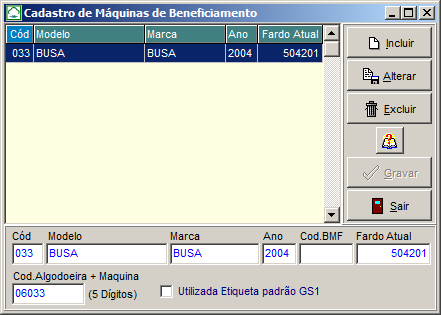 Cadastro de Máquinas de Beneficiamento
Cód Modelo Marca Ano Fardo Atual
033 BUSA BUSA 2004 504201
Incluir
Alterar
Excluir
Gravar
Sair
Cód Modelo Marca Ano Cod.BMF Fardo Atual
033 BUSA BUSA 2004 504201
Cod.Algodoeira + Maquina
06033 (5 Dígitos) Utilizada Etiqueta padrão GS1